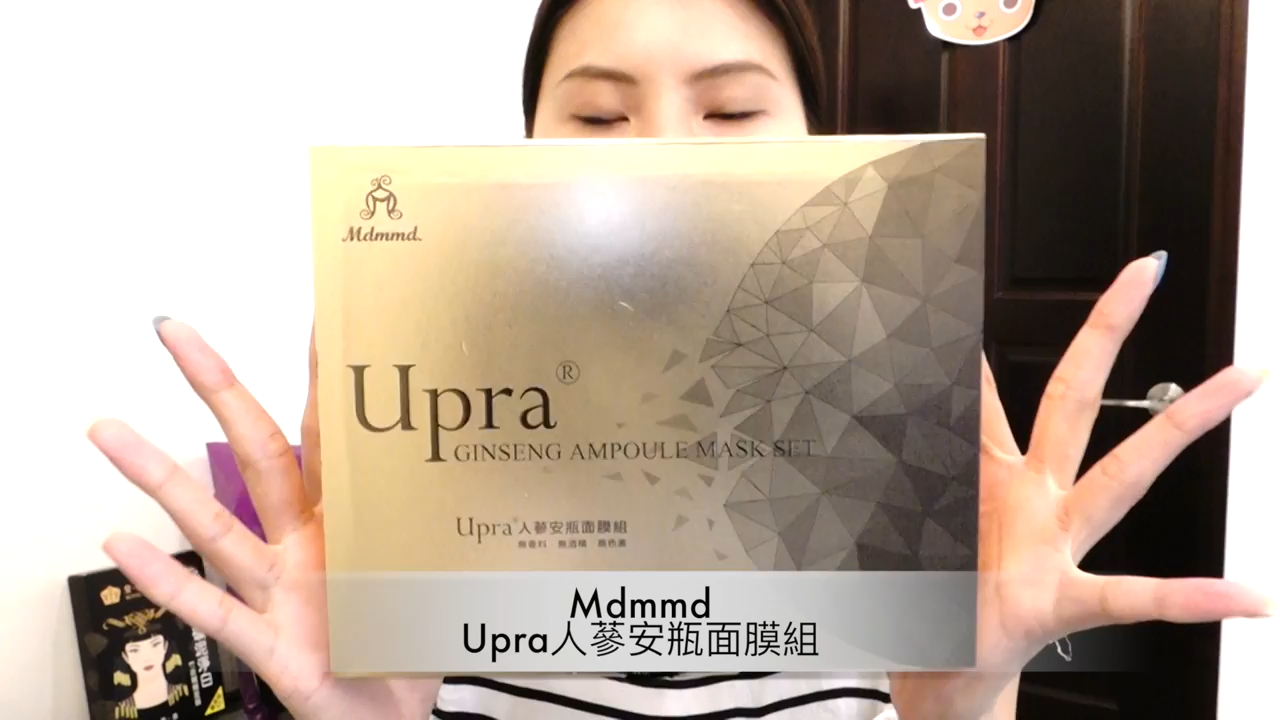 Mdmmd.
Upra®
GINSENG AMPOULE MASK SET
Upra®人蔘安瓶面膜組
無香料 無酒精 無色素
Mdmmd
Upra人蔘安瓶面膜組